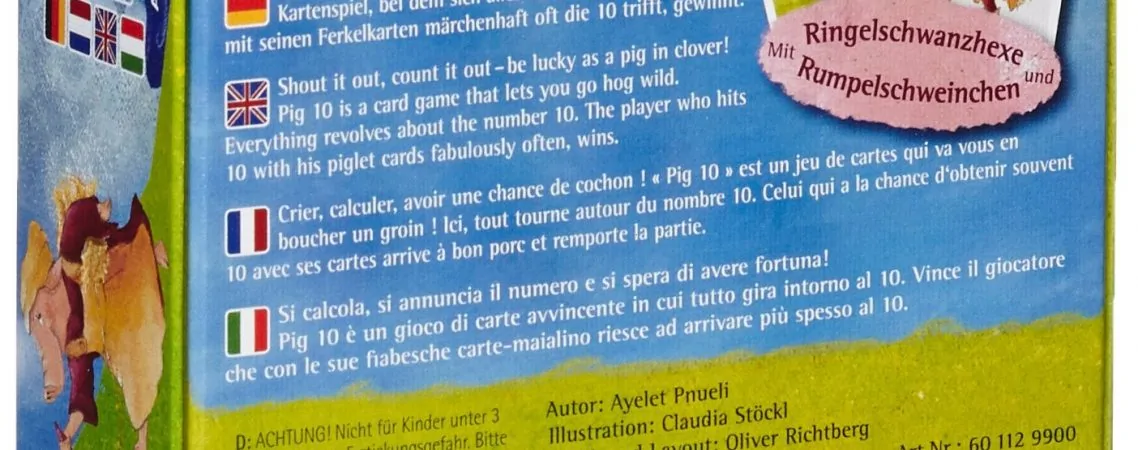 Kartenspiel, bei dem sich
mit seinen Ferkelkarten märchenhaft oft die 10 trifft, gewinnt.
Ringelschwanzhexe
Mit und
Rumpelschweinchen
Shout it out, count it out – be lucky as a pig in clover!
Pig 10 is a card game that lets you go hog wild.
Everything revolves about the number 10. The player who hits
10 with his piglet cards fabulously often, wins.
Crier, calculer, avoir une chance de cochon ! « Pig 10 » est un jeu de cartes qui va vous en
boucher un groin ! Ici, tout tourne autour du nombre 10. Celui qui a la chance d'obtenir souvent
10 avec ses cartes arrive à bon porc et remporte la partie.
Si calcola, si annuncia il numero e si spera di avere fortuna!
Pig 10 è un gioco di carte avvincente in cui tutto gira intorno al 10. Vince il giocatore
che con le sue fiabesche carte-maialino riesce ad arrivare più spesso al 10.
D: ACHTUNG! Nicht für Kinder unter 3
Bitte
Autor: Ayelet Pnueli
Illustration: Claudia Stöckl
Layout: Oliver Richtberg
Art.Nr.: 60 112 9900